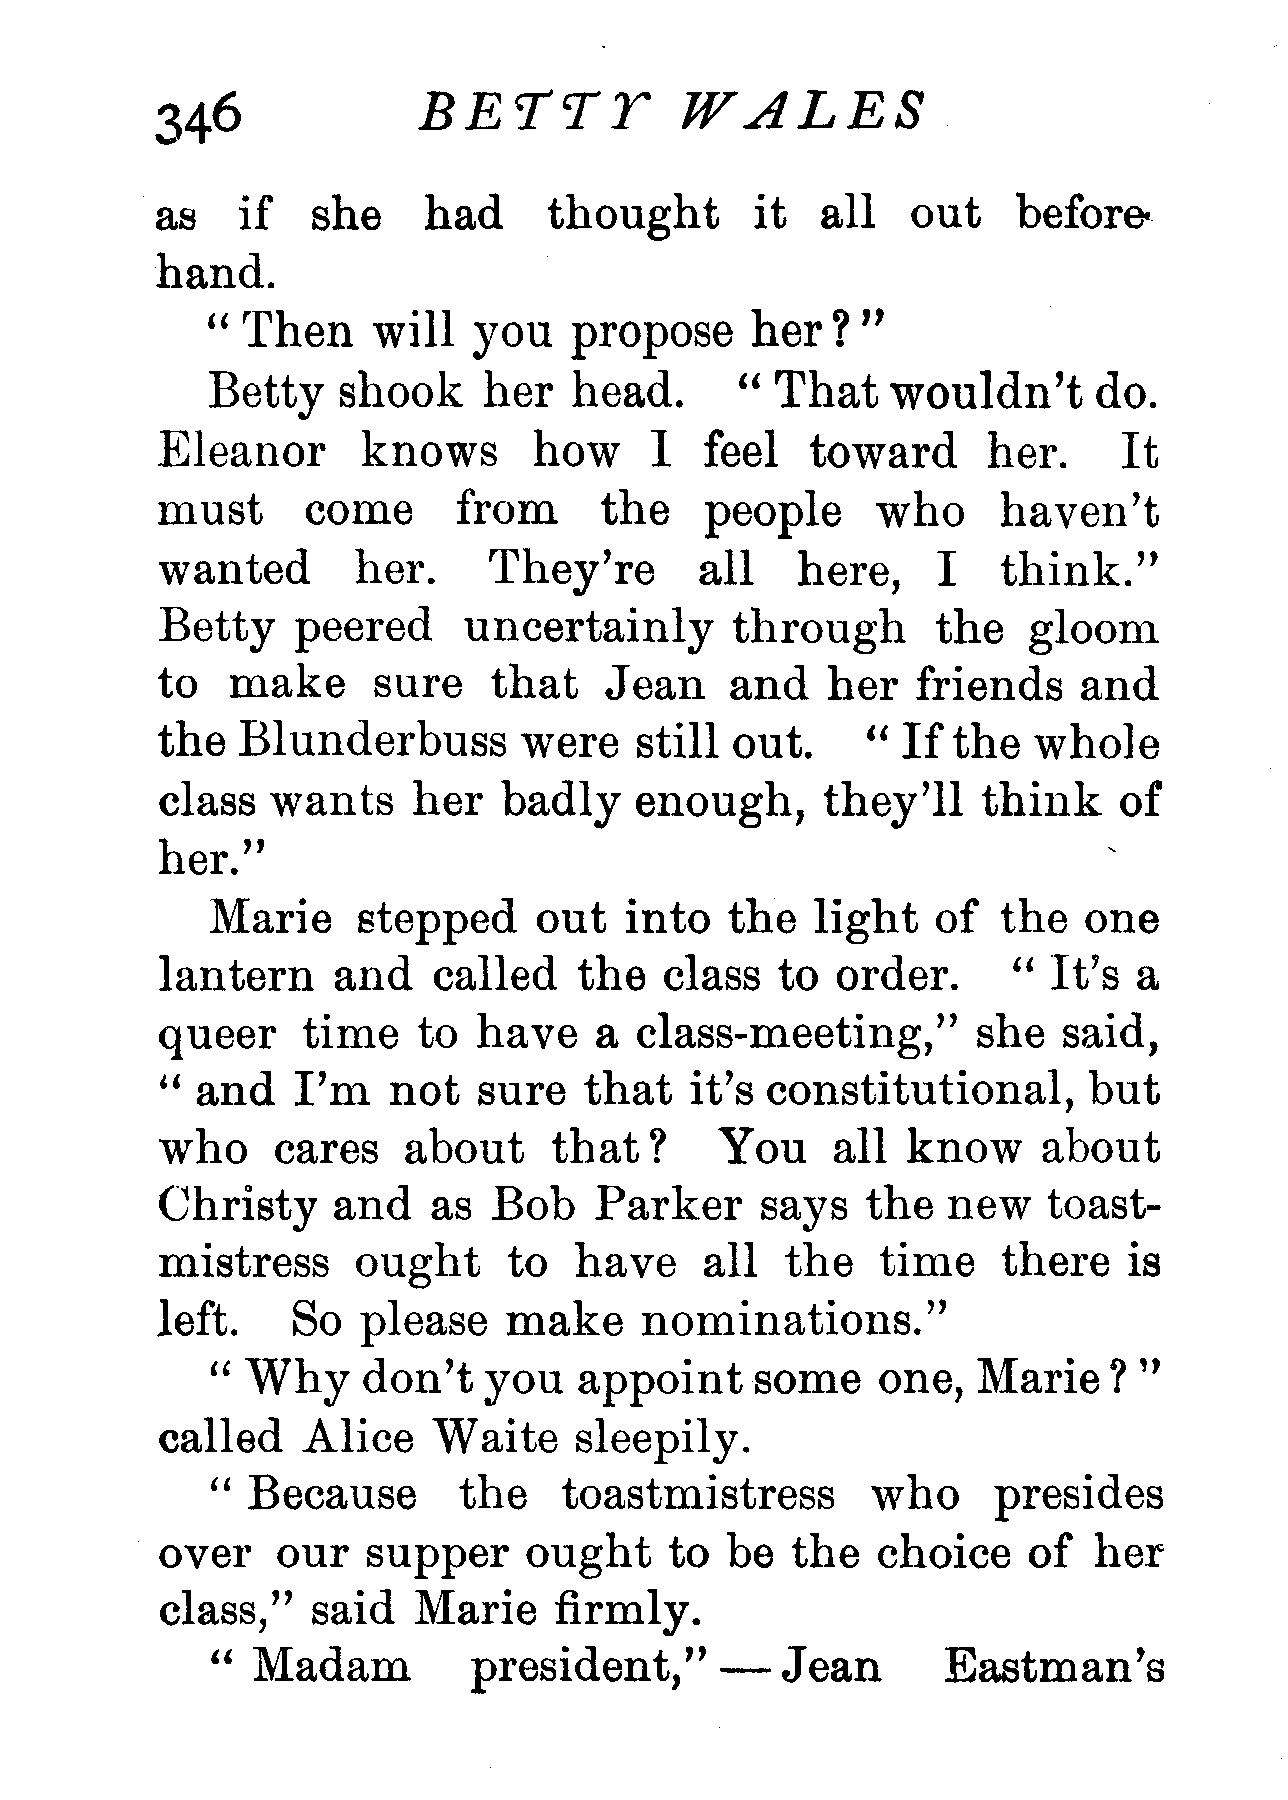 346 BETTY WALES
as if she had thought it all out before-
hand.
" Then will you propose her ? "
Betty shook her head. " That wouldn't do.
Eleanor knows how I feel toward her. It
must come from the people who haven't
wanted her. They're all here, I think."
Betty peered uncertainly through the gloom
to make sure that Jean and her friends and
the Blunderbuss were still out. " If the whole
class wants her badly enough, they'll think of
her."
Marie stepped out into the light of the one
lantern and called the class to order. " It's a
queer time to have a class-meeting," she said,
" and I'm not sure that it's constitutional, but
who cares about that ? You all know about
Christy and as Bob Parker says the new toast-
mistress ought to have all the time there is
left. So please make nominations."
" Why don't you appoint some one, Marie ? "
called Alice Waite sleepily.
" Because the toastmistress who presides
over our supper ought to be the choice of her
class," said Marie firmly.
" Madam president," — Jean Eastman's